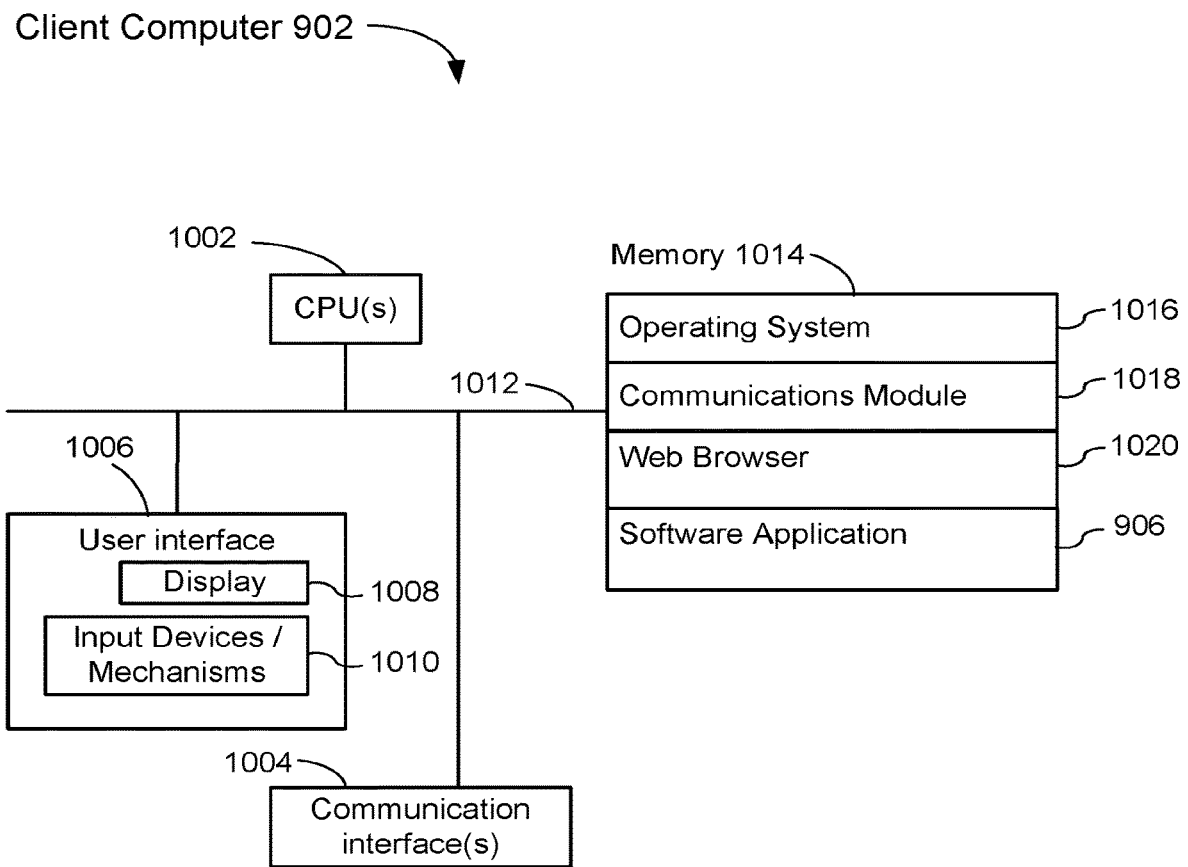 Client Computer 902
1002
CPU(s)
Memory 1014
Operating System
1016
Communications Module
1018
Web Browser
1020
Software Application
906
1012
1006
User interface
Display
1008
Input Devices /
Mechanisms
1010
1004
Communication
interface(s)